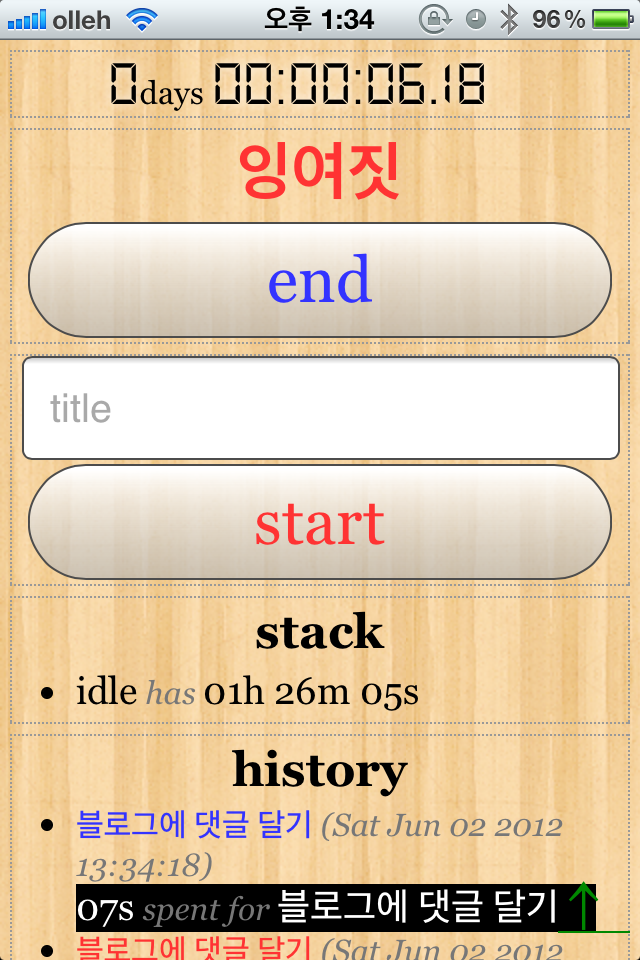 olleh 오후 1:34 96%
0days 00:00:06.18
잉여짓
end
title
start
stack
idle has 01h 26m 05s
history
블로그에 댓글 달기 (Sat Jun 02 2012
13:34:18)
07s spent for 블로그에 댓글 달기
블로그에 댓글 달기 (Sat Jun 02 2012